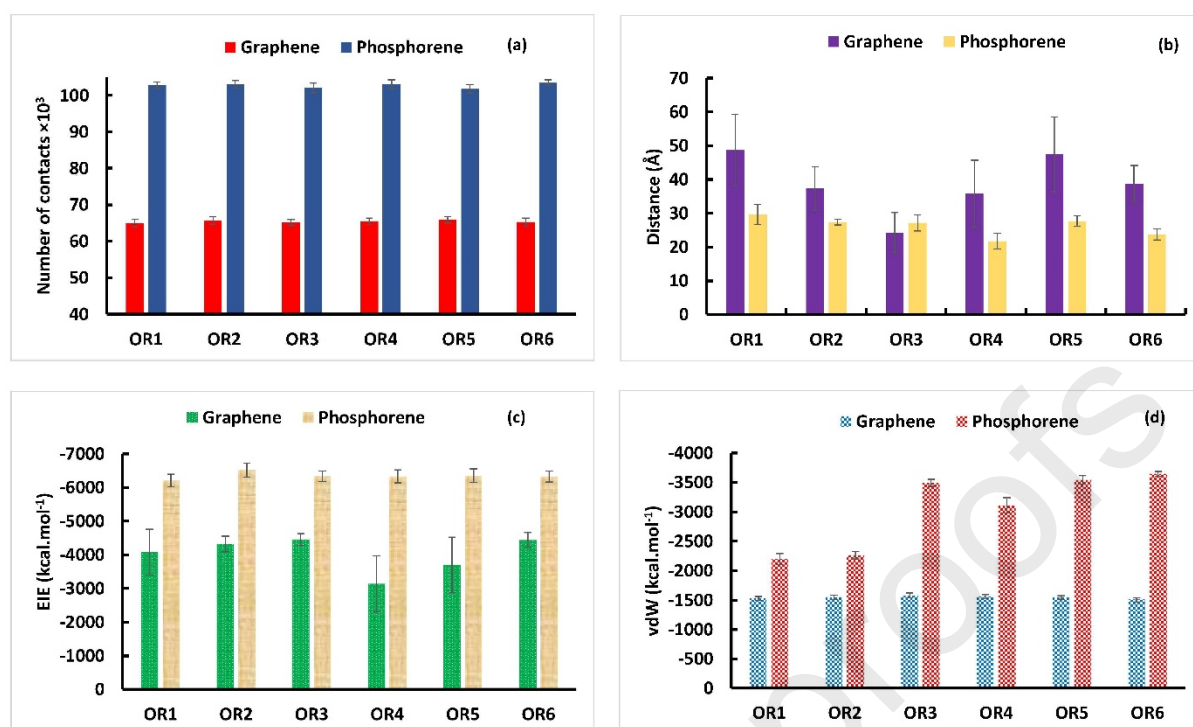 Graphene Phosphorene (a)
Number of contacts ×10³
100
90
80
70
60
50
40
OR1 OR2 OR3 OR4 OR5 OR6
Graphene Phosphorene (b)
Distance (Å)
70
60
50
40
30
20
10
0
OR1 OR2 OR3 OR4 OR5 OR6
Graphene Phosphorene (c)
EIE (kcal.mol⁻¹)
-7000
-6000
-5000
-4000
-3000
-2000
-1000
0
OR1 OR2 OR3 OR4 OR5 OR6
Graphene Phosphorene (d)
vdW (kcal.mol⁻¹)
-4000
-3500
-3000
-2500
-2000
-1500
-1000
-500
0
OR1 OR2 OR3 OR4 OR5 OR6
proofs